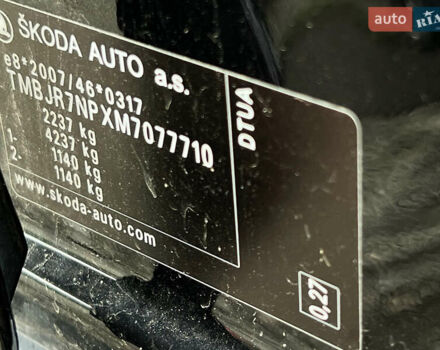 auto RIA
ŠKODA AUTO a.s.
e8*2007/46*0317
TMBJR7NPXM7077710
2237 kg
4237 kg
1- 1140 kg
2- 1140 kg
www.skoda-auto.com
DTUA
0,27